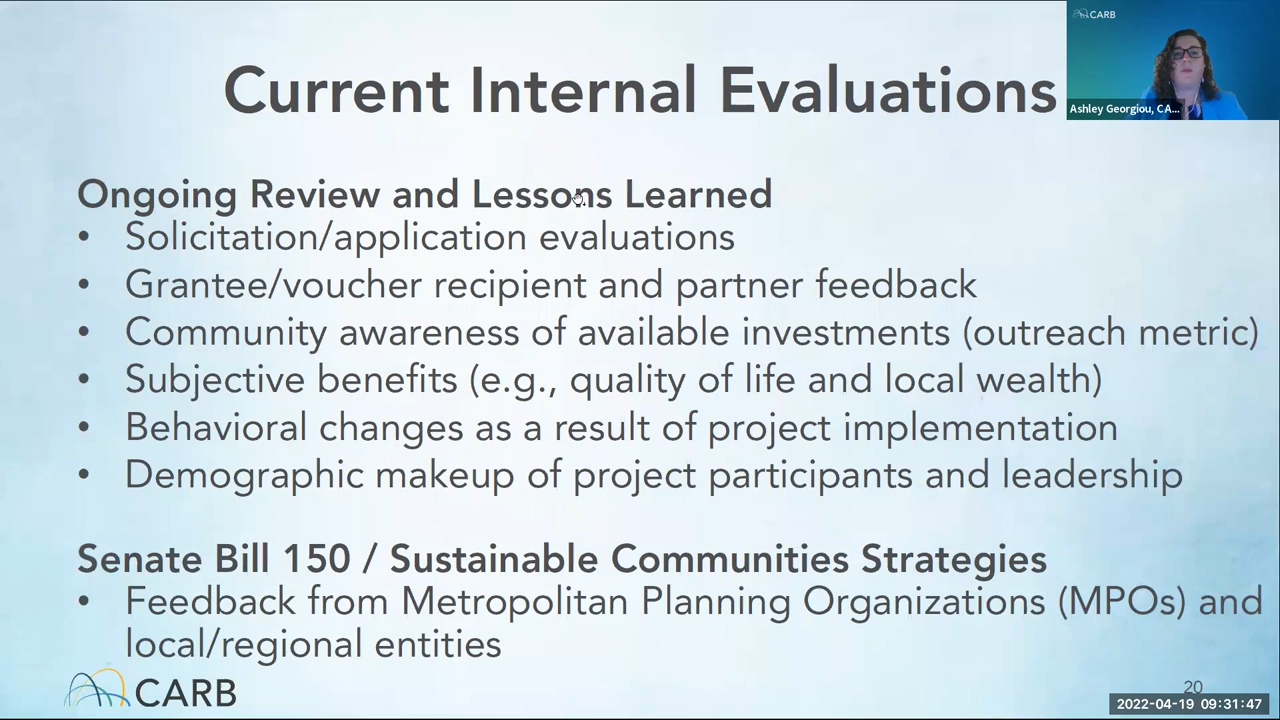 CARB
Current Internal Evaluations
Ashley Georgiou, CA...
Ongoing Review and Lessons Learned
• Solicitation/application evaluations
• Grantee/voucher recipient and partner feedback
• Community awareness of available investments (outreach metric)
• Subjective benefits (e.g., quality of life and local wealth)
• Behavioral changes as a result of project implementation
• Demographic makeup of project participants and leadership
Senate Bill 150 / Sustainable Communities Strategies
• Feedback from Metropolitan Planning Organizations (MPOs) and
local/regional entities
CARB
20
2022-04-19 09:31:47